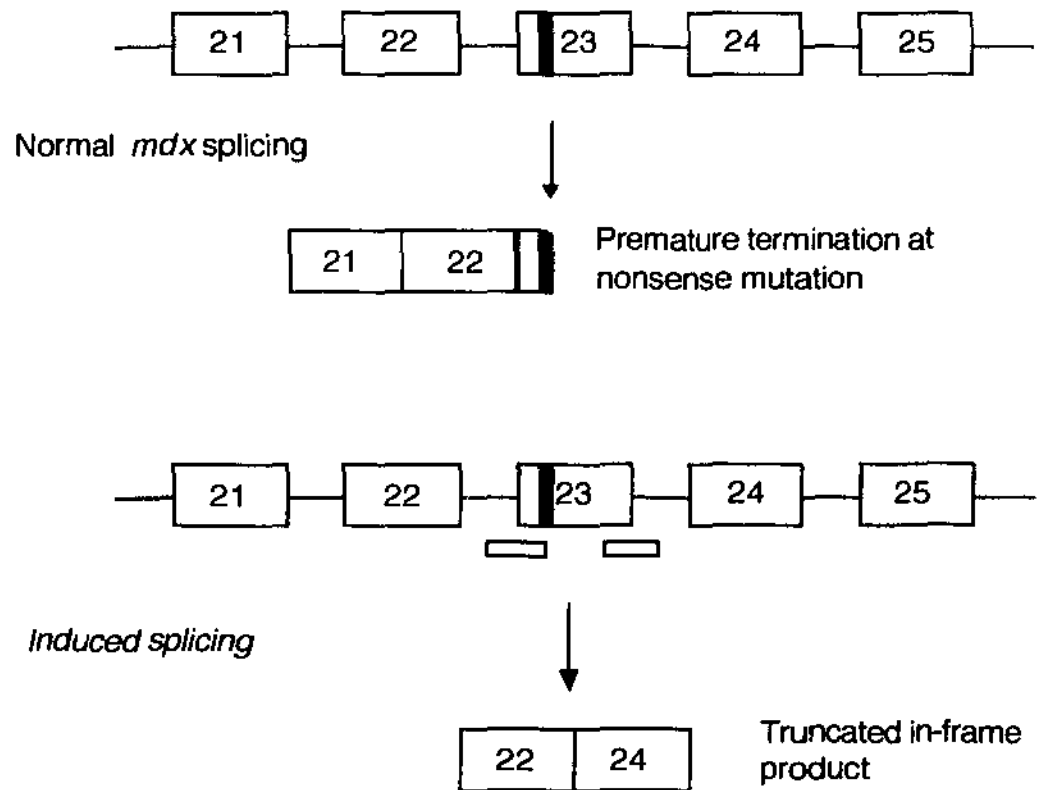 21 22 23 24 25
Normal mdx splicing
21 22
Premature termination at
nonsense mutation
21 22 23 24 25
Induced splicing
22 24
Truncated in-frame
product